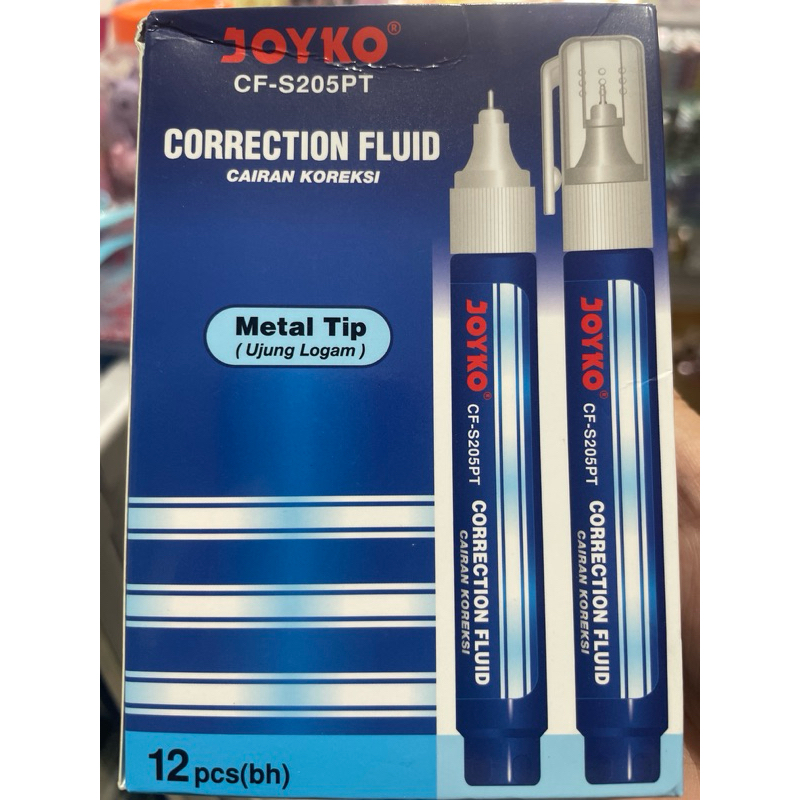 JOYKO®
CF-S205PT
CORRECTION FLUID
CAIRAN KOREKSI
Metal Tip
( Ujung Logam )
12 pcs(bh)
JOYKO® CF-S205PT CORRECTION FLUID
CAIRAN KOREKSI
JOYKO® CF-S205PT CORRECTION FLUID
CAIRAN KOREKSI